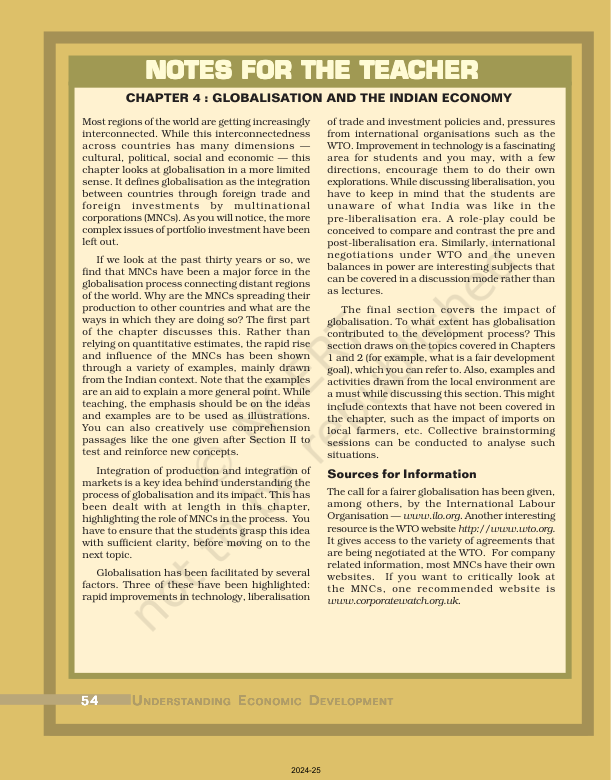 NOTES FOR THE TEACHER
CHAPTER 4 : GLOBALISATION AND THE INDIAN ECONOMY
Most regions of the world are getting increasingly
interconnected. While this interconnectedness
across countries has many dimensions —
cultural, political, social and economic — this
chapter looks at globalisation in a more limited
sense. It defines globalisation as the integration
between countries through foreign trade and
foreign investments by multinational
corporations (MNCs). As you will notice, the more
complex issues of portfolio investment have been
left out.
If we look at the past thirty years or so, we
find that MNCs have been a major force in the
globalisation process connecting distant regions
of the world. Why are the MNCs spreading their
production to other countries and what are the
ways in which they are doing so? The first part
of the chapter discusses this. Rather than
relying on quantitative estimates, the rapid rise
and influence of the MNCs has been shown
through a variety of examples, mainly drawn
from the Indian context. Note that the examples
are an aid to explain a more general point. While
teaching, the emphasis should be on the ideas
and examples are to be used as illustrations.
You can also creatively use comprehension
passages like the one given after Section II to
test and reinforce new concepts.
Integration of production and integration of
markets is a key idea behind understanding the
process of globalisation and its impact. This has
been dealt with at length in this chapter,
highlighting the role of MNCs in the process. You
have to ensure that the students grasp this idea
with sufficient clarity, before moving on to the
next topic.
Globalisation has been facilitated by several
factors. Three of these have been highlighted:
rapid improvements in technology, liberalisation
of trade and investment policies and, pressures
from international organisations such as the
WTO. Improvement in technology is a fascinating
area for students and you may, with a few
directions, encourage them to do their own
explorations. While discussing liberalisation, you
have to keep in mind that the students are
unaware of what India was like in the
pre-liberalisation era. A role-play could be
conceived to compare and contrast the pre and
post-liberalisation era. Similarly, international
negotiations under WTO and the uneven
balances in power are interesting subjects that
can be covered in a discussion mode rather than
as lectures.
The final section covers the impact of
globalisation. To what extent has globalisation
contributed to the development process? This
section draws on the topics covered in Chapters
1 and 2 (for example, what is a fair development
goal), which you can refer to. Also, examples and
activities drawn from the local environment are
a must while discussing this section. This might
include contexts that have not been covered in
the chapter, such as the impact of imports on
local farmers, etc. Collective brainstorming
sessions can be conducted to analyse such
situations.
Sources for Information
The call for a fairer globalisation has been given,
among others, by the International Labour
Organisation — www.ilo.org. Another interesting
resource is the WTO website http://www.wto.org.
It gives access to the variety of agreements that
are being negotiated at the WTO. For company
related information, most MNCs have their own
websites. If you want to critically look at
the MNCs, one recommended website is
www.corporatewatch.org.uk.
© NCERT
not to be republished
54 UNDERSTANDING ECONOMIC DEVELOPMENT
2024-25